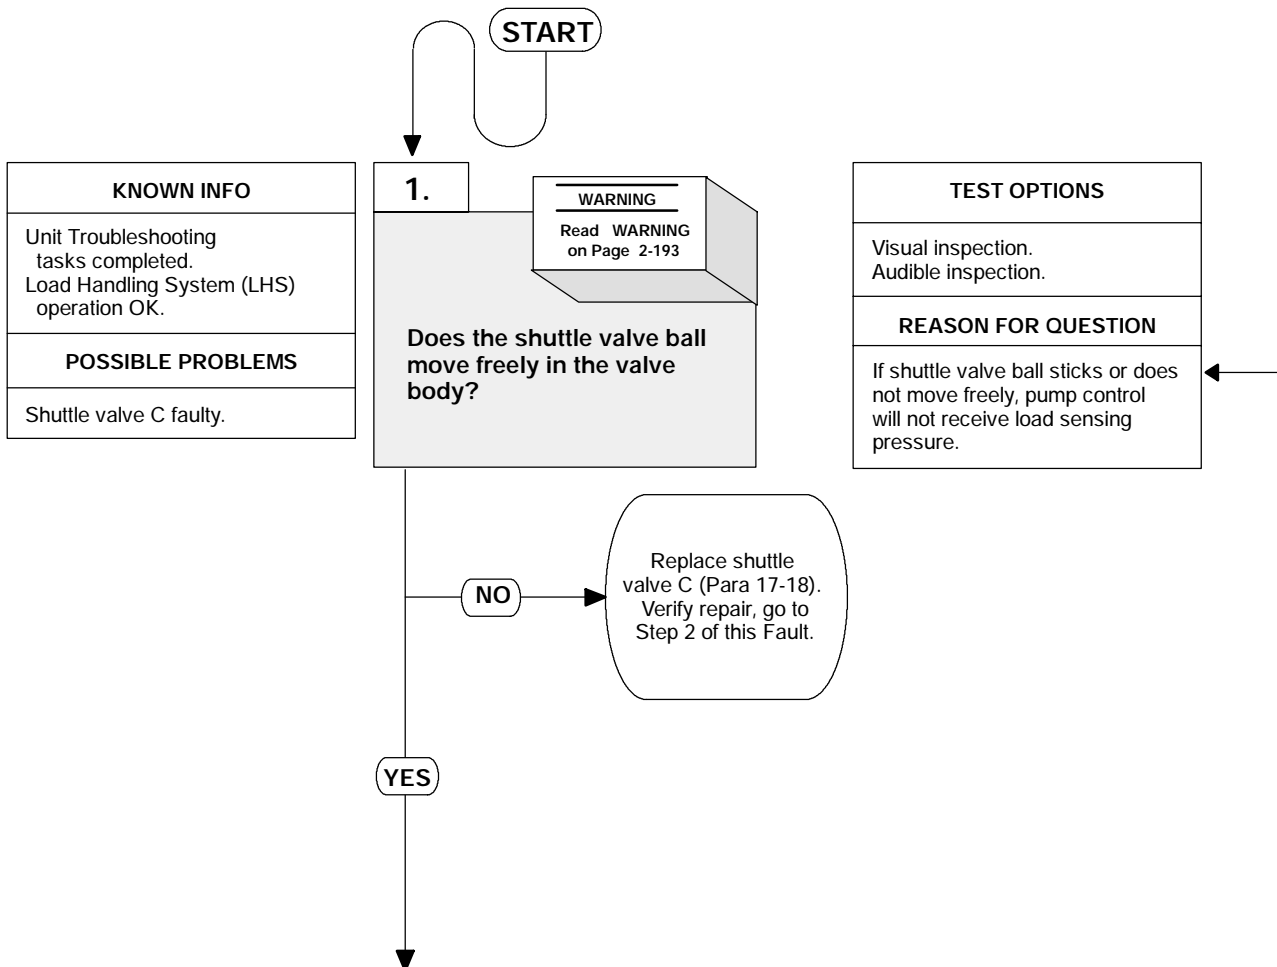 START
KNOWN INFO
Unit Troubleshooting
tasks completed.
Load Handling System (LHS)
operation OK.
POSSIBLE PROBLEMS
Shuttle valve C faulty.
1.
WARNING
Read WARNING
on Page 2-193
Does the shuttle valve ball
move freely in the valve
body?
TEST OPTIONS
Visual inspection.
Audible inspection.
REASON FOR QUESTION
If shuttle valve ball sticks or does
not move freely, pump control
will not receive load sensing
pressure.
NO
Replace shuttle
valve C (Para 17-18).
Verify repair, go to
Step 2 of this Fault.
YES